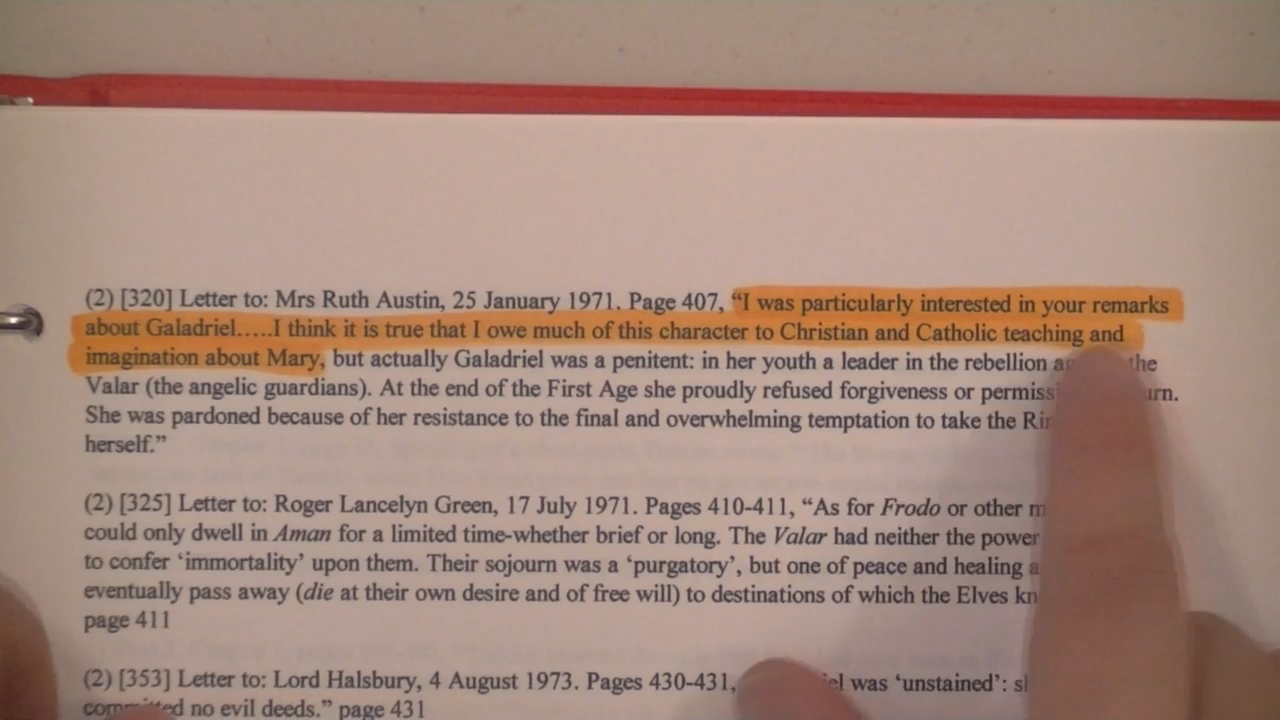 (2) [320] Letter to: Mrs Ruth Austin, 25 January 1971. Page 407, “I was particularly interested in your remarks
about Galadriel.....I think it is true that I owe much of this character to Christian and Catholic teaching and
imagination about Mary, but actually Galadriel was a penitent: in her youth a leader in the rebellion the
Valar (the angelic guardians). At the end of the First Age she proudly refused forgiveness or
She was pardoned because of her resistance to the final and overwhelming temptation to take the
herself.”
(2) [325] Letter to: Roger Lancelyn Green, 17 July 1971. Pages 410-411, “As for Frodo or other
could only dwell in Aman for a limited time-whether brief or long. The Valar had neither the power
to confer ‘immortality’ upon them. Their sojourn was a ‘purgatory’, but one of peace and healing
eventually pass away (die at their own desire and of free will) to destinations of which the Elves
page 411
(2) [353] Letter to: Lord Halsbury, 4 August 1973. Pages 430-431, was ‘unstained’:
no evil deeds.” page 431